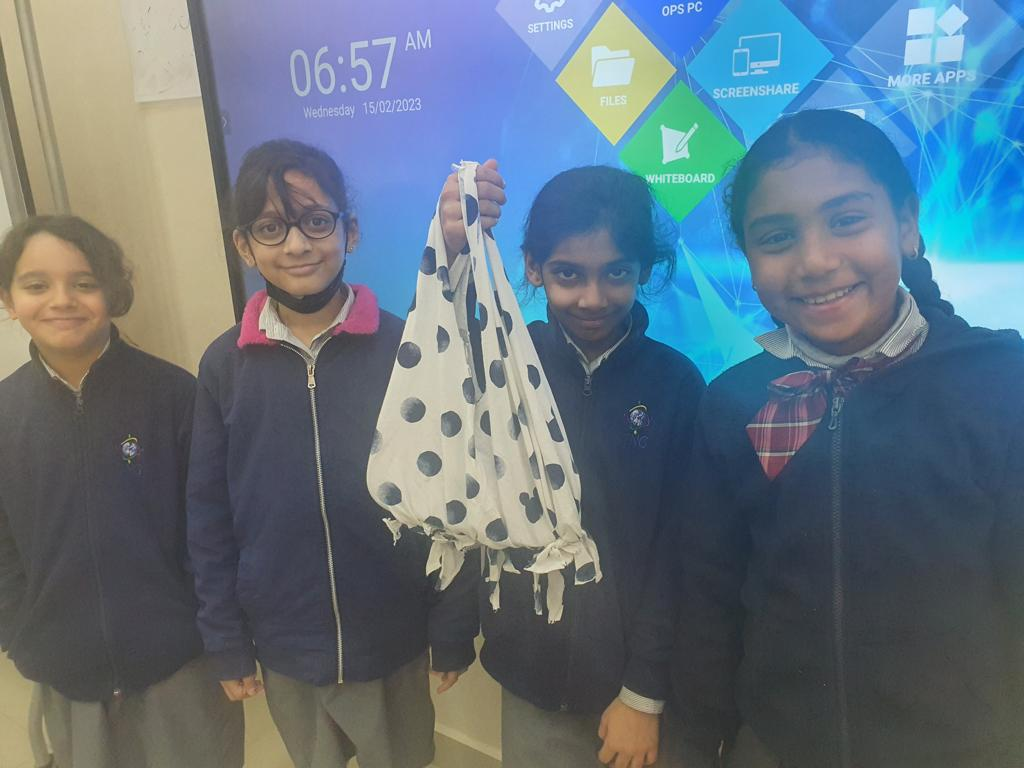 06:57 AM
Wednesday 15/02/2023
SETTINGS
OPS PC
FILES
SCREENSHARE
MORE APPS
WHITEBOARD